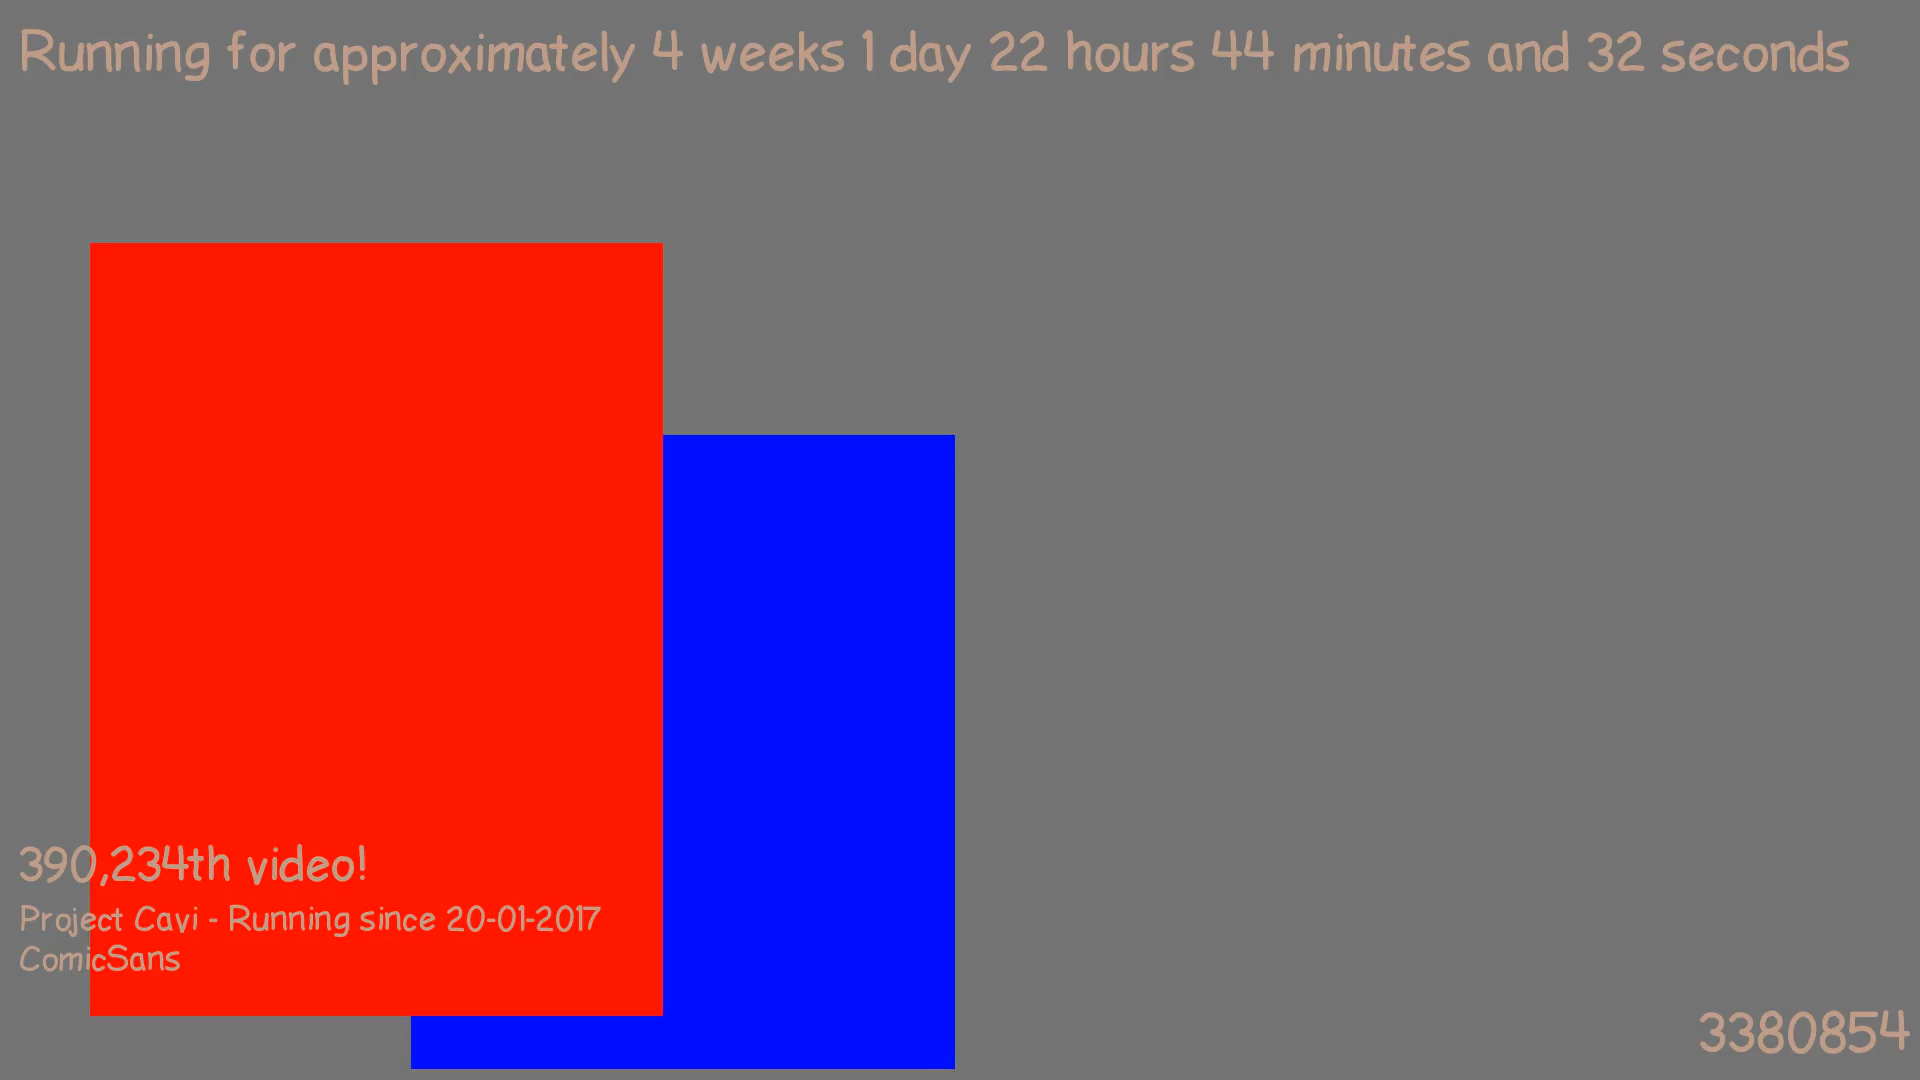 Running for approximately 4 weeks 1 day 22 hours 44 minutes and 32 seconds
390,234th video!
Project Cavi - Running since 20-01-2017
ComicSans
3380854